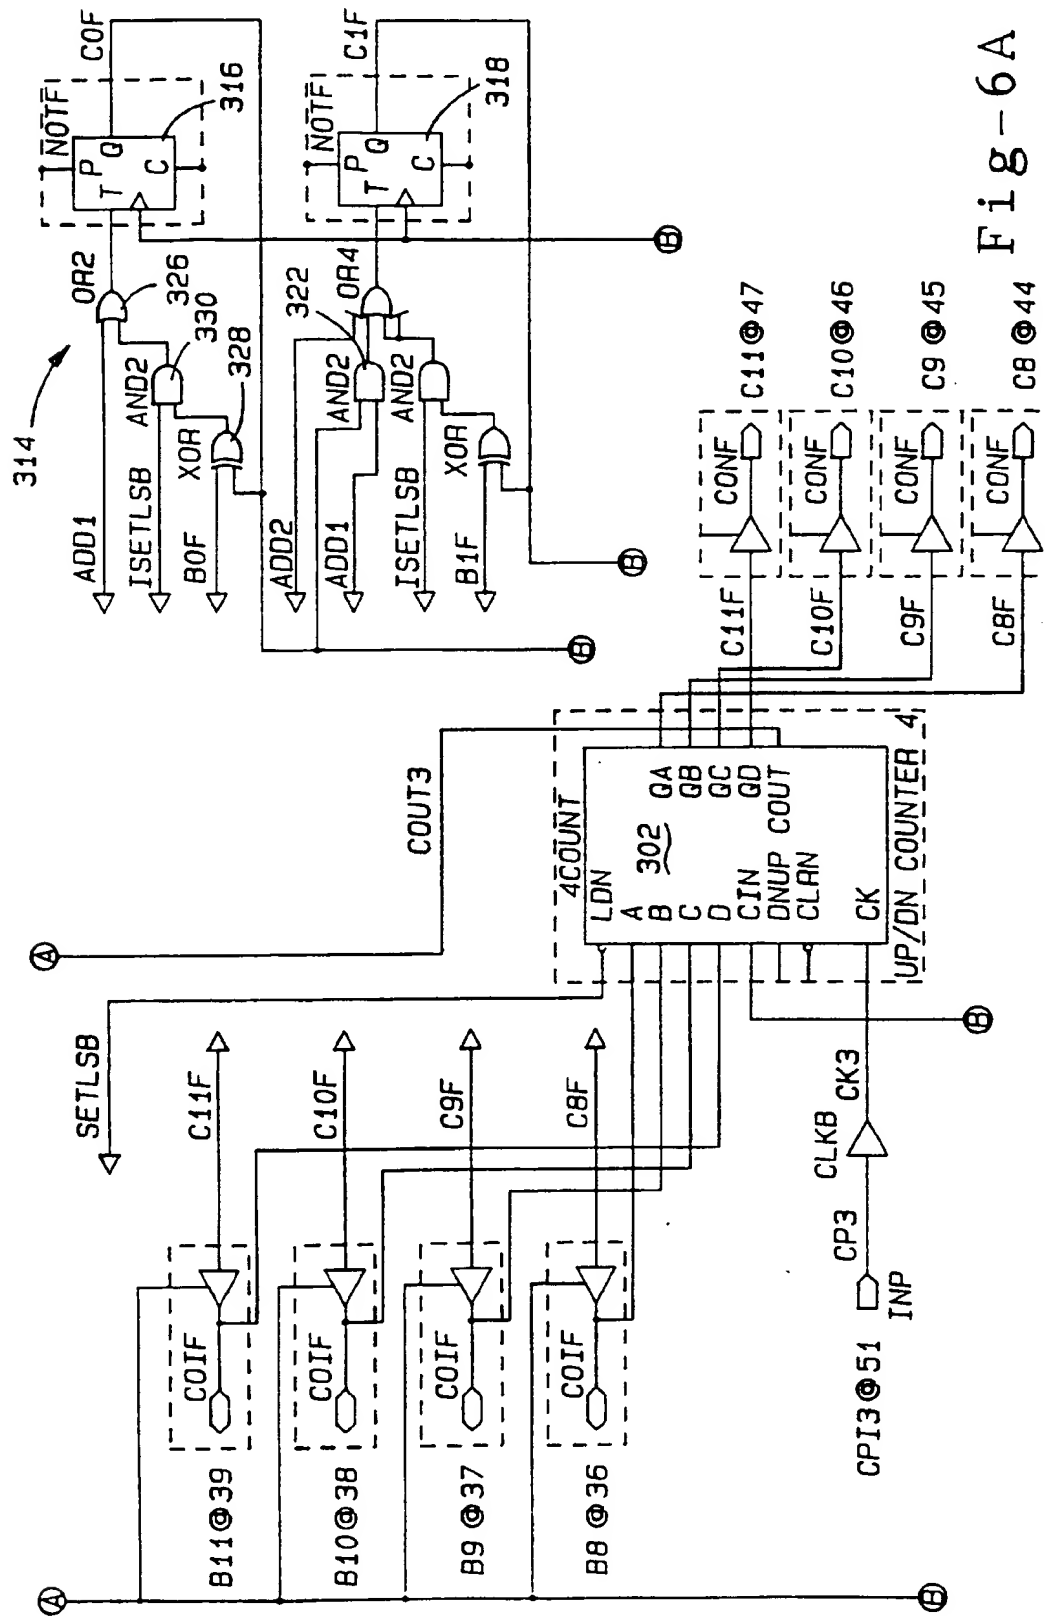 314
ADD1
OR2
326
ISETLSB
AND2
330
B0F
XOR
328
NOTF
T
P
Q
C
316
C0F
ADD2
322
ADD1
AND2
OR4
ISETLSB
AND2
B1F
XOR
NOTF
T
P
Q
C
318
C1F
B
B
B
A
A
SETLSB
COUT3
B11@39
COIF
C11F
B10@38
COIF
C10F
B9@37
COIF
C9F
B8@36
COIF
C8F
4COUNT
LDN
A
B
C
D
CIN
DNUP
CLRN
CK
302
QA
QB
QC
QD
COUT
UP/DN COUNTER 4
CPI3@51
INP
CP3
CLKB
CK3
B
B
C11F
CONF
C11@47
C10F
CONF
C10@46
C9F
CONF
C9@45
C8F
CONF
C8@44
Fig-6A